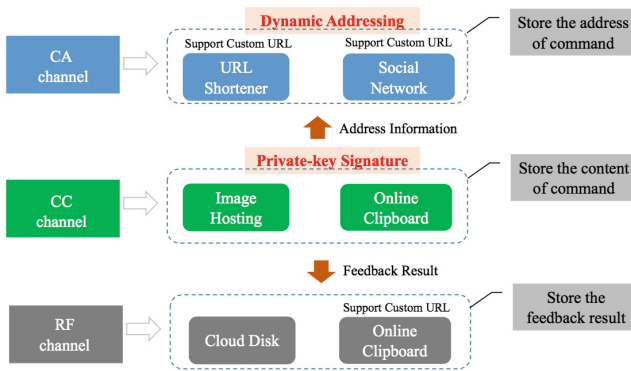 Dynamic Addressing
Store the address
of command
CA
channel
Support Custom URL
Support Custom URL
URL
Shortener
Social
Network
Address Information
Private-key Signature
Store the content
of command
CC
channel
Image
Hosting
Online
Clipboard
Feedback Result
Store the
feedback result
RF
channel
Support Custom URL
Cloud Disk
Online
Clipboard